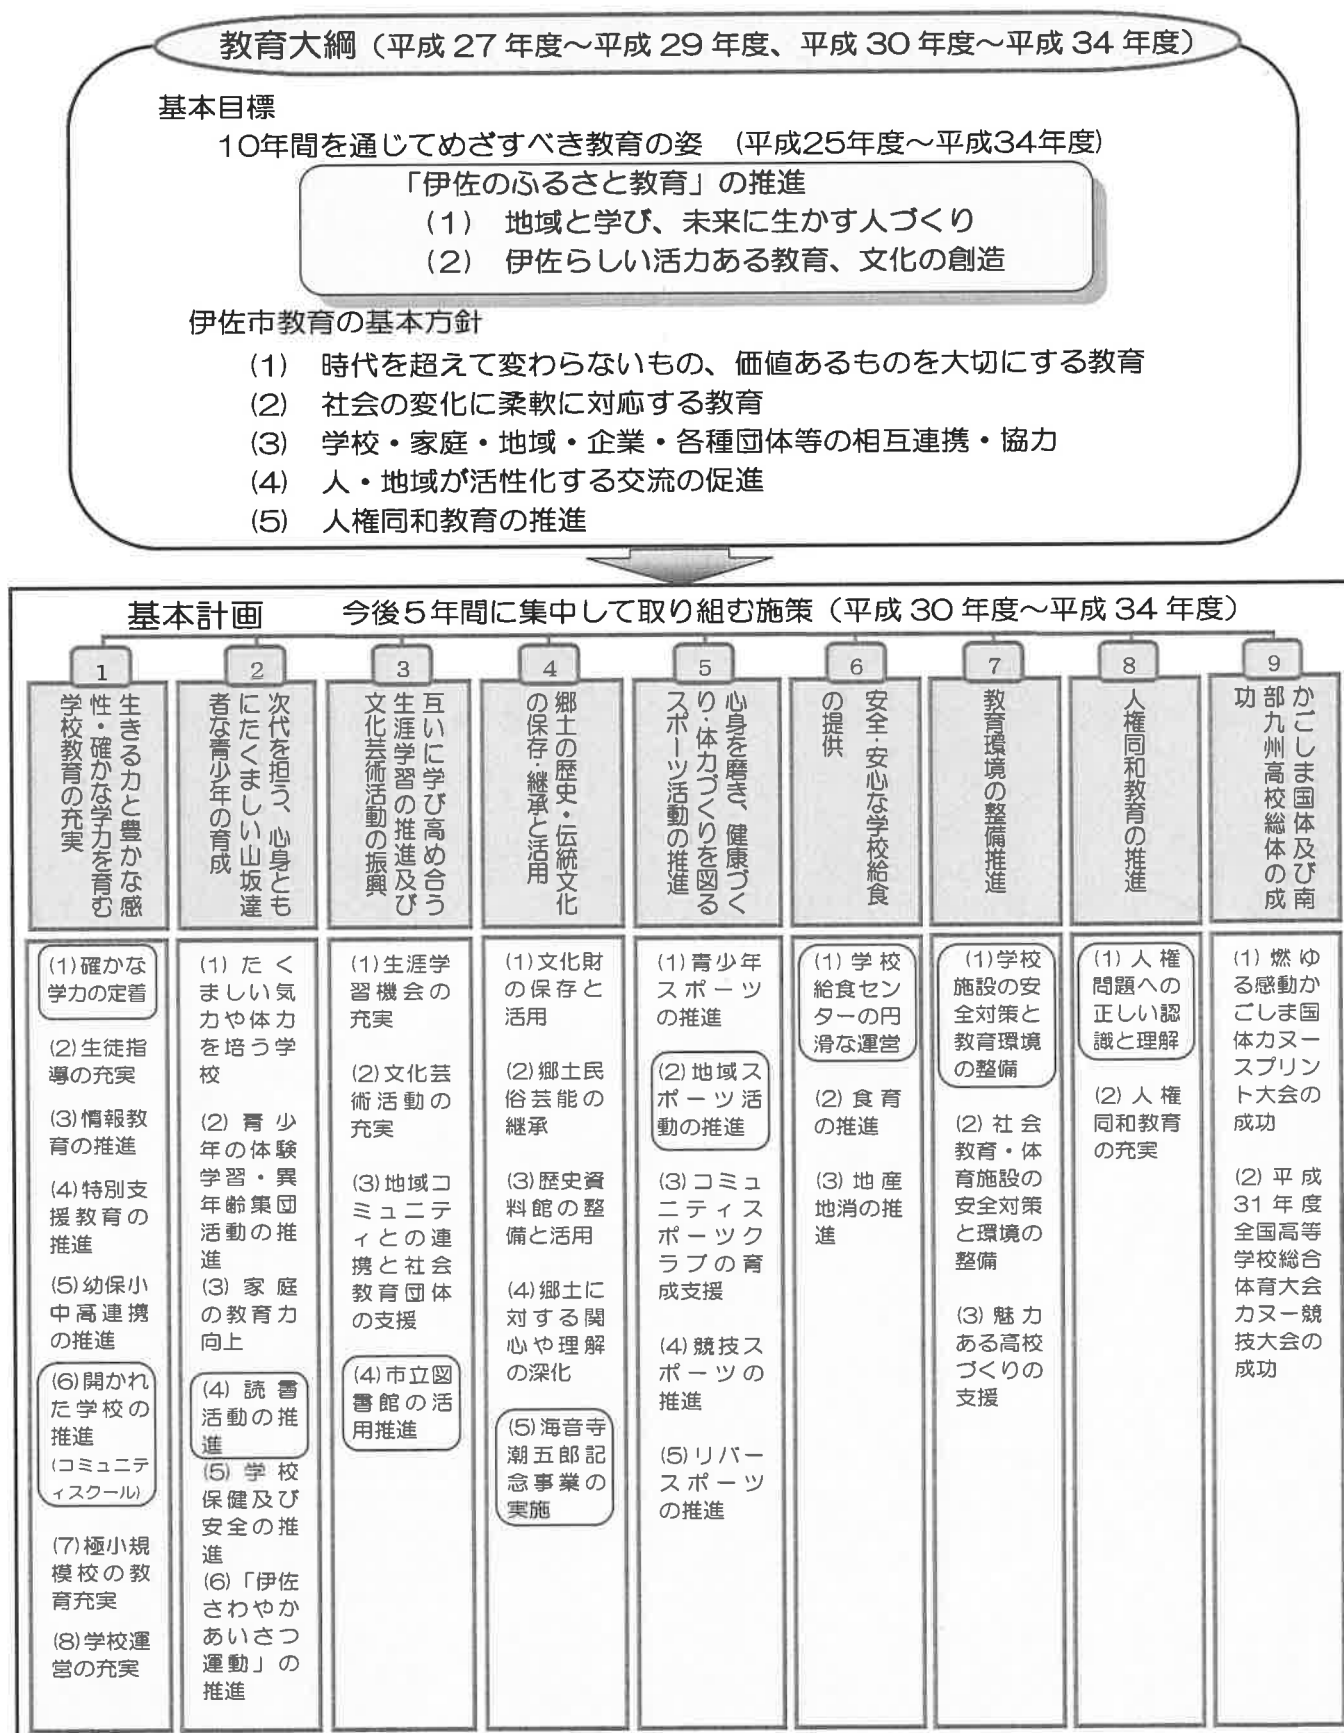 教育大綱（平成 27 年度～平成 29 年度、平成 30 年度～平成 34 年度）
基本目標
10年間を通じてめざすべき教育の姿　(平成25年度～平成34年度)
「伊佐のふるさと教育」の推進
(1)　地域と学び、未来に生かす人づくり
(2)　伊佐らしい活力ある教育、文化の創造
伊佐市教育の基本方針
(1)　時代を超えて変わらないもの、価値あるものを大切にする教育
(2)　社会の変化に柔軟に対応する教育
(3)　学校・家庭・地域・企業・各種団体等の相互連携・協力
(4)　人・地域が活性化する交流の促進
(5)　人権同和教育の推進
基本計画　　今後５年間に集中して取り組む施策（平成 30 年度～平成 34 年度）
1
生きる力と豊かな感
性・確かな学力を育む
学校教育の充実
(1)確かな
学力の定着
(2)生徒指
導の充実
(3)情報教
育の推進
(4)特別支
援教育の
推進
(5)幼保小
中高連携
の推進
(6)開かれ
た学校の
推進
(コミュニテ
ィスクール)
(7)極小規
模校の教
育充実
(8)学校運
営の充実
2
次代を担う、心身とも
にたくましい山坂達
者な青少年の育成
(1) たく
ましい気
力や体力
を培う学
校
(2) 青少
年の体験
学習・異
年齢集団
活動の推
進
(3) 家庭
の教育力
向上
(4) 読書
活動の推
進
(5) 学校
保健及び
安全の推
進
(6)「伊佐
さわやか
あいさつ
運動」の
推進
3
互いに学び高め合う
生涯学習の推進及び
文化芸術活動の振興
(1)生涯学
習機会の
充実
(2)文化芸
術活動の
充実
(3)地域コ
ミュニテ
ィとの連
携と社会
教育団体
の支援
(4)市立図
書館の活
用推進
4
郷土の歴史・伝統文化
の保存・継承と活用
(1)文化財
の保存と
活用
(2)郷土民
俗芸能の
継承
(3)歴史資
料館の整
備と活用
(4)郷土に
対する関
心や理解
の深化
(5)海音寺
潮五郎記
念事業の
実施
5
心身を磨き、健康づく
り・体力づくりを図る
スポーツ活動の推進
(1)青少年
スポーツ
の推進
(2)地域ス
ポーツ活
動の推進
(3)コミュ
ニティス
ポーツク
ラブの育
成支援
(4)競技ス
ポーツの
推進
(5)リバー
スポーツ
の推進
6
安全・安心な学校給食
の提供
(1) 学校
給食セン
ターの円
滑な運営
(2) 食育
の推進
(3) 地産
地消の推
進
7
教育環境の整備推進
(1)学校
施設の安
全対策と
教育環境
の整備
(2) 社会
教育・体
育施設の
安全対策
と環境の
整備
(3) 魅力
ある高校
づくりの
支援
8
人権同和教育の推進
(1) 人権
問題への
正しい認
識と理解
(2) 人権
同和教育
の充実
9
かごしま国体及び南
部九州高校総体の成
功
(1) 燃ゆ
る感動か
ごしま国
体カヌー
スプリン
ト大会の
成功
(2) 平成
31 年度
全国高等
学校総合
体育大会
カヌー競
技大会の
成功